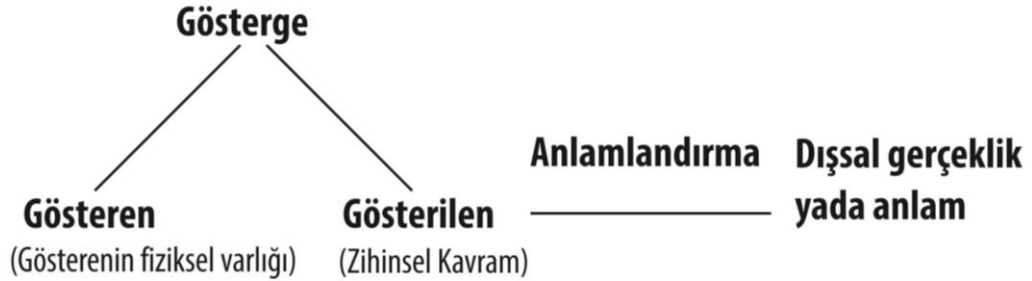 Gösterge
Anlamlandırma
Dışsal gerçeklik
yada anlam
Gösteren
Gösterilen
(Gösterenin fiziksel varlığı)
(Zihinsel Kavram)